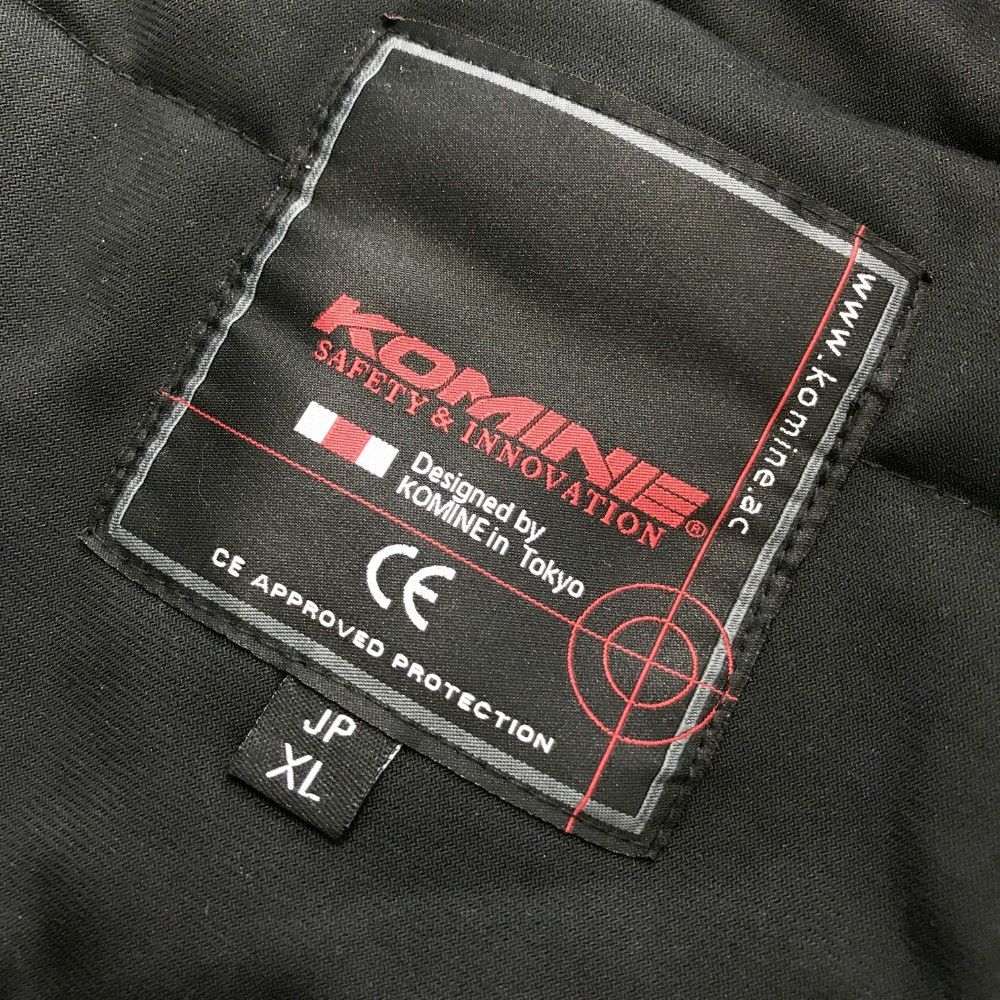 KOMINE®
SAFETY & INNOVATION
Designed by
KOMINE in Tokyo
CE
CE APPROVED PROTECTION
www.komine.ac
JP
XL